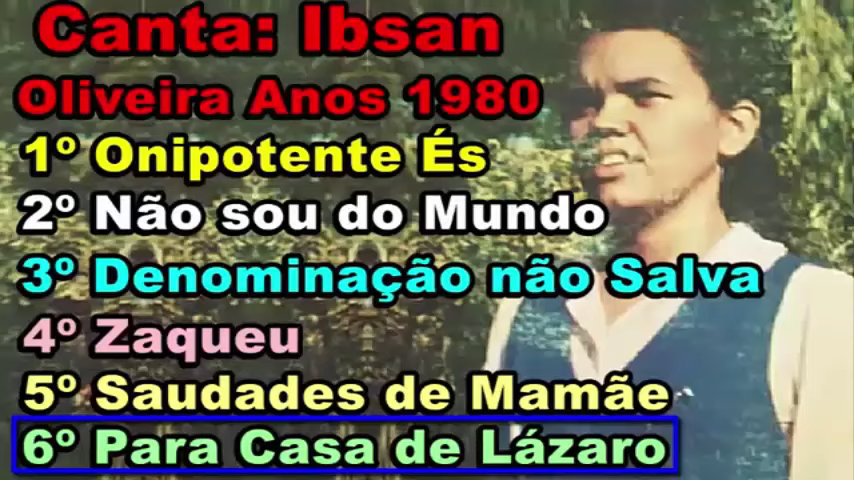 Canta: Ibsan
Oliveira Anos 1980
1º Onipotente És
2º Não sou do Mundo
3º Denominação não Salva
4º Zaqueu
5º Saudades de Mamãe
6º Para Casa de Lázaro